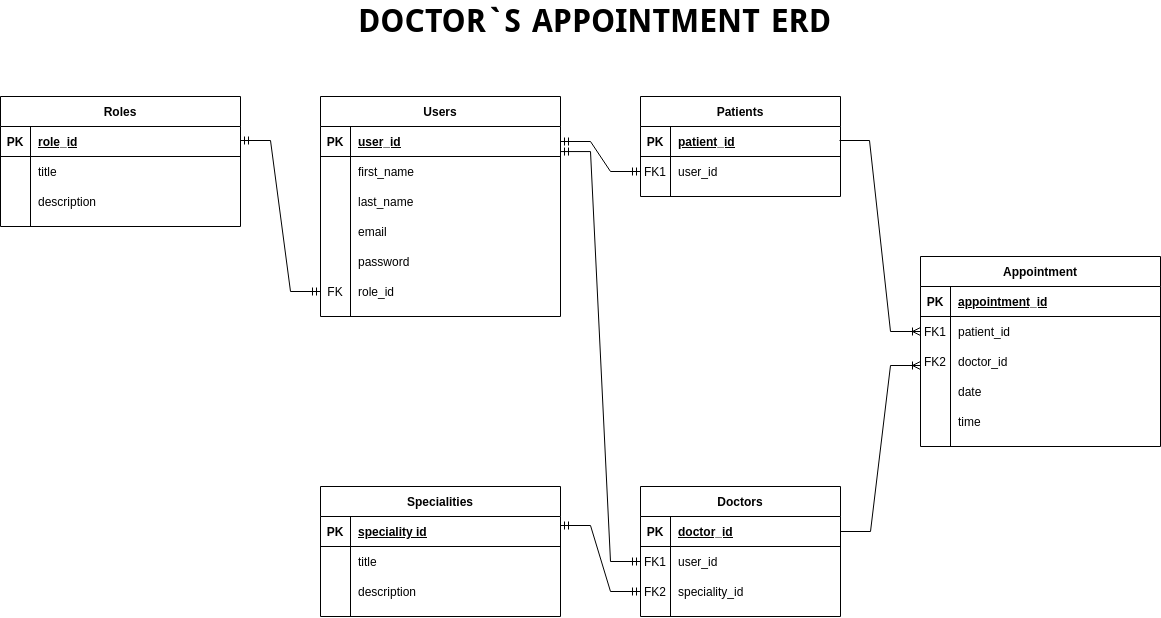 DOCTOR`S APPOINTMENT ERD
Roles
PK role_id
title
description
Users
PK user_id
first_name
last_name
email
password
FK role_id
Patients
PK patient_id
FK1 user_id
Appointment
PK appointment_id
FK1 patient_id
FK2 doctor_id
date
time
Specialities
PK speciality id
title
description
Doctors
PK doctor_id
FK1 user_id
FK2 speciality_id